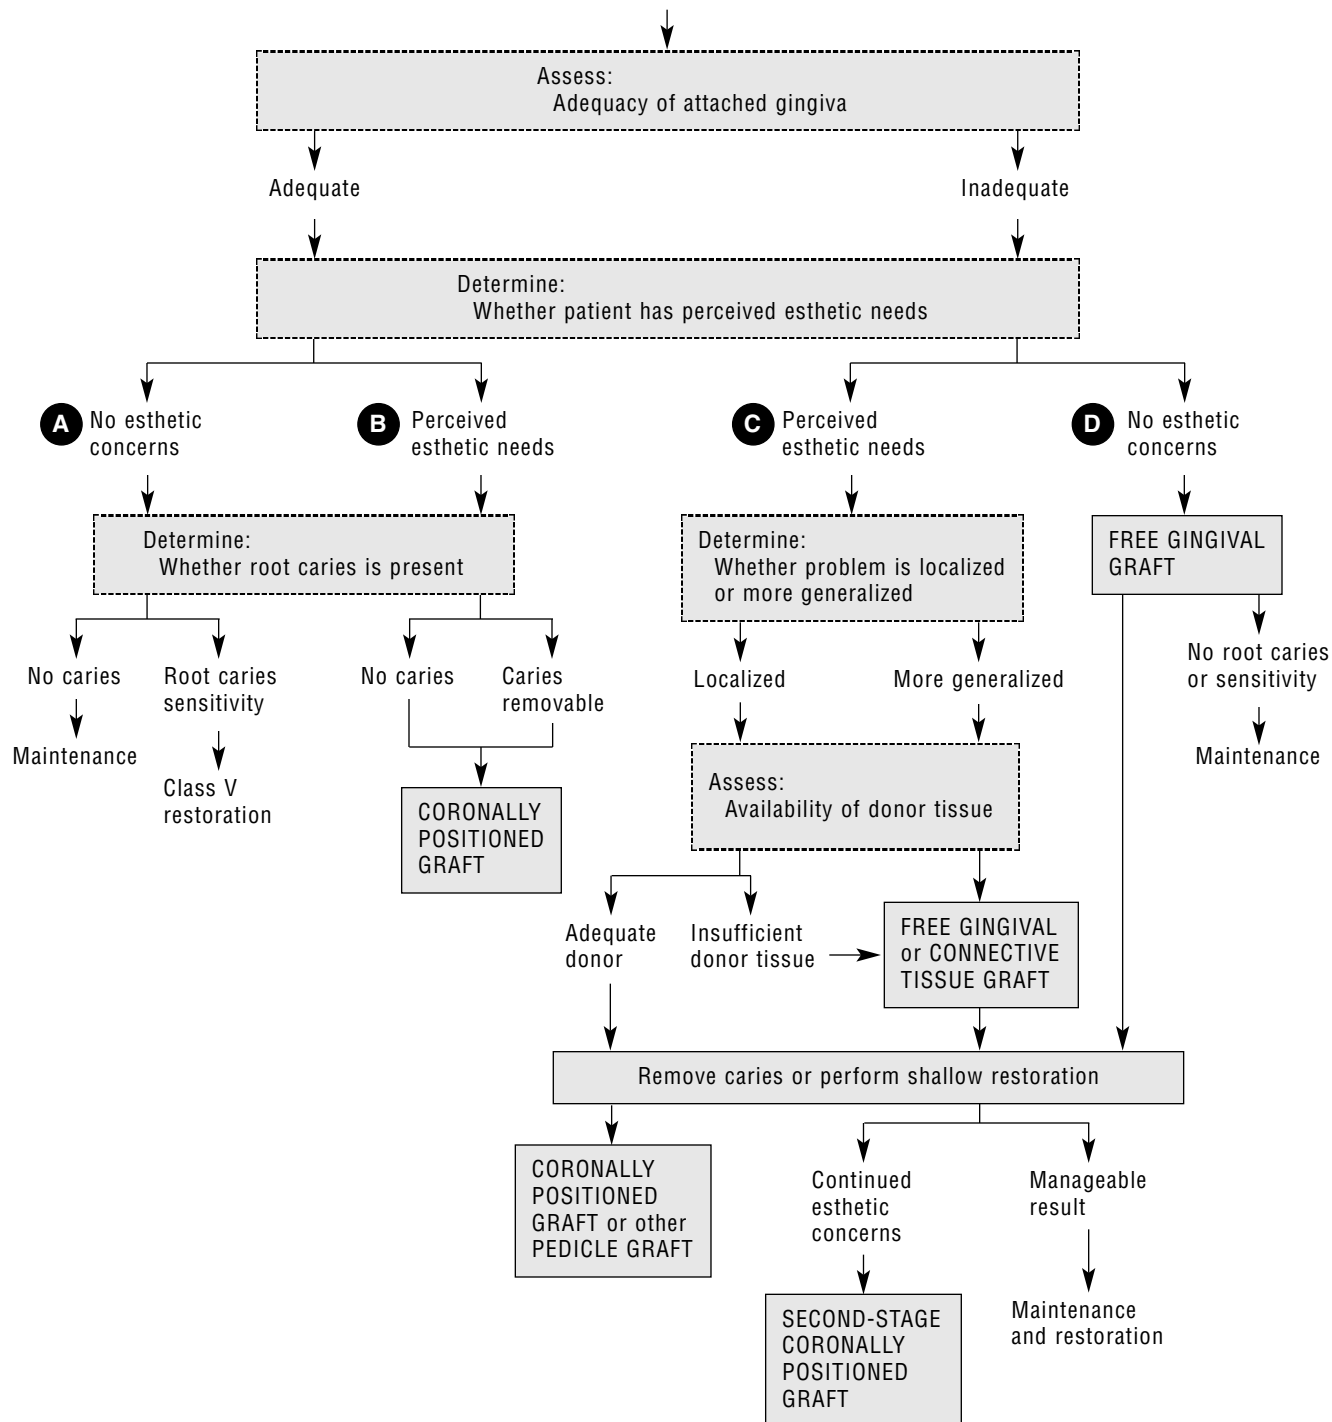 Assess:
Adequacy of attached gingiva
Adequate
Inadequate
Determine:
Whether patient has perceived esthetic needs
A
No esthetic
concerns
B
Perceived
esthetic needs
C
Perceived
esthetic needs
D
No esthetic
concerns
Determine:
Whether root caries is present
Determine:
Whether problem is localized
or more generalized
FREE GINGIVAL
GRAFT
No caries
Root caries
sensitivity
No caries
Caries
removable
Localized
More generalized
No root caries
or sensitivity
Maintenance
Class V
restoration
Maintenance
CORONALLY
POSITIONED
GRAFT
Assess:
Availability of donor tissue
Adequate
donor
Insufficient
donor tissue
FREE GINGIVAL
or CONNECTIVE
TISSUE GRAFT
Remove caries or perform shallow restoration
CORONALLY
POSITIONED
GRAFT or other
PEDICLE GRAFT
Continued
esthetic
concerns
Manageable
result
SECOND-STAGE
CORONALLY
POSITIONED
GRAFT
Maintenance
and restoration